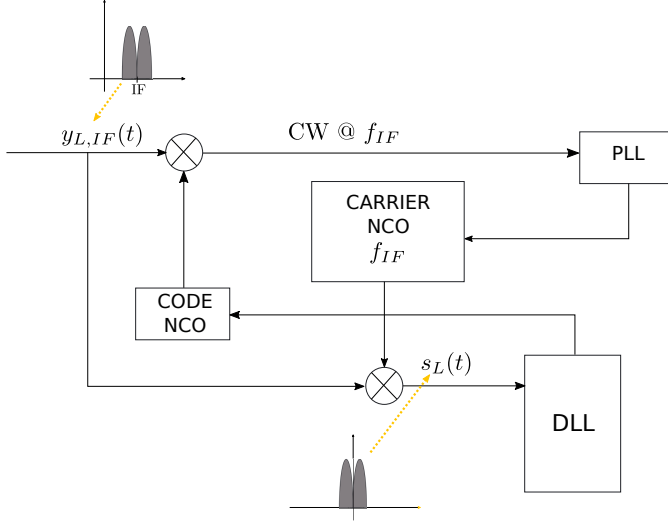 IF
y_{L,IF}(t)
CW @ f_{IF}
PLL
CARRIER
NCO
f_{IF}
CODE
NCO
s_L(t)
DLL